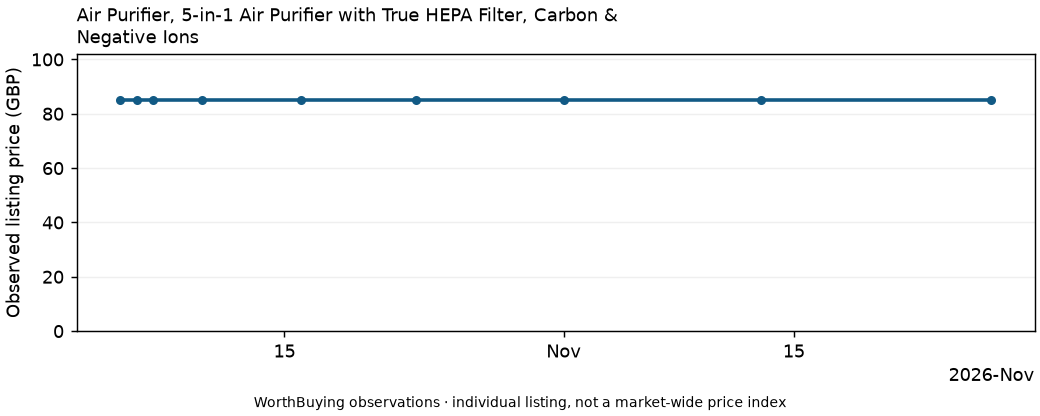 Air Purifier, 5-in-1 Air Purifier with True HEPA Filter, Carbon &
Negative Ions
Observed listing price (GBP)
100
80
60
40
20
0
15
Nov
15
2026-Nov
WorthBuying observations · individual listing, not a market-wide price index